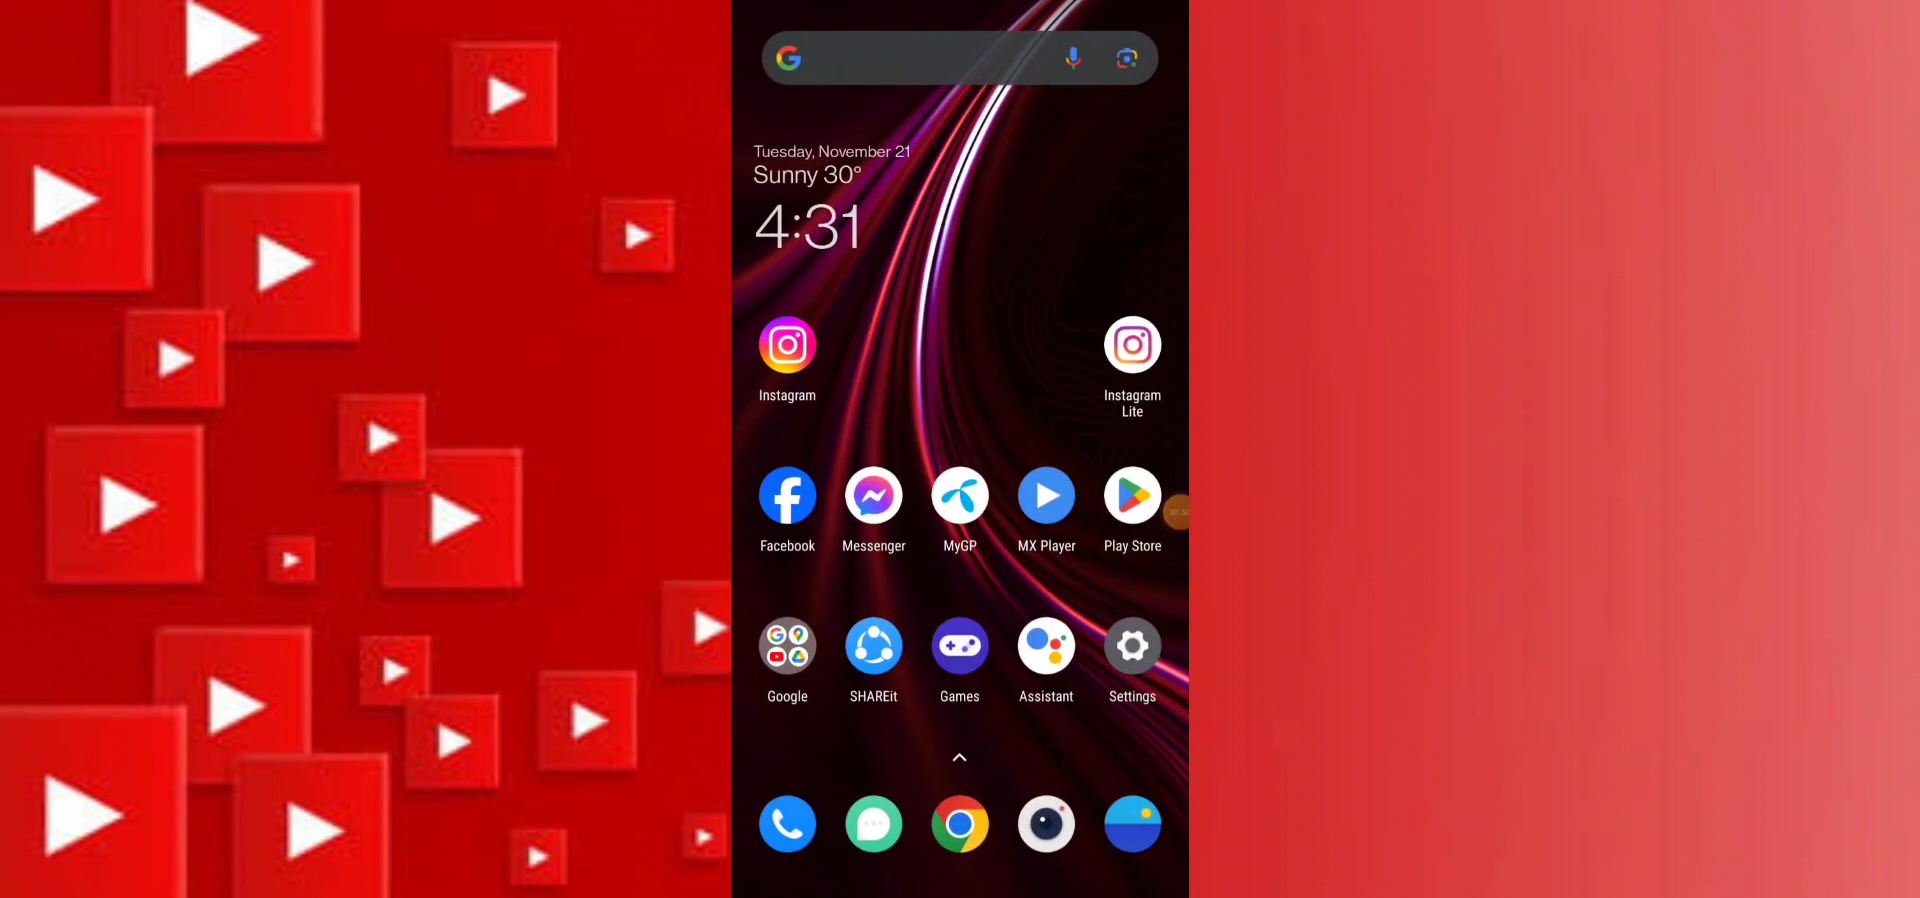 Tuesday, November 21
Sunny 30°
4:31
Instagram
Instagram
Lite
Facebook
Messenger
MyGP
MX Player
Play Store
Google
SHAREit
Games
Assistant
Settings